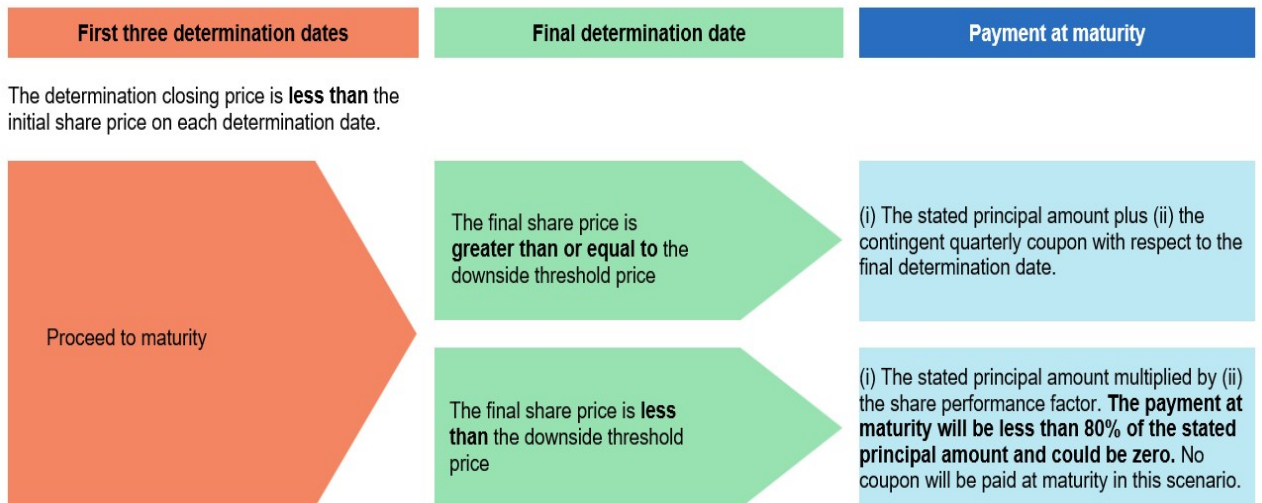 First three determination dates
Final determination date
Payment at maturity
The determination closing price is less than the
initial share price on each determination date.
Proceed to maturity
The final share price is
greater than or equal to the
downside threshold price
(i) The stated principal amount plus (ii) the
contingent quarterly coupon with respect to the
final determination date.
The final share price is less
than the downside threshold
price
(i) The stated principal amount multiplied by (ii)
the share performance factor. The payment at
maturity will be less than 80% of the stated
principal amount and could be zero. No
coupon will be paid at maturity in this scenario.